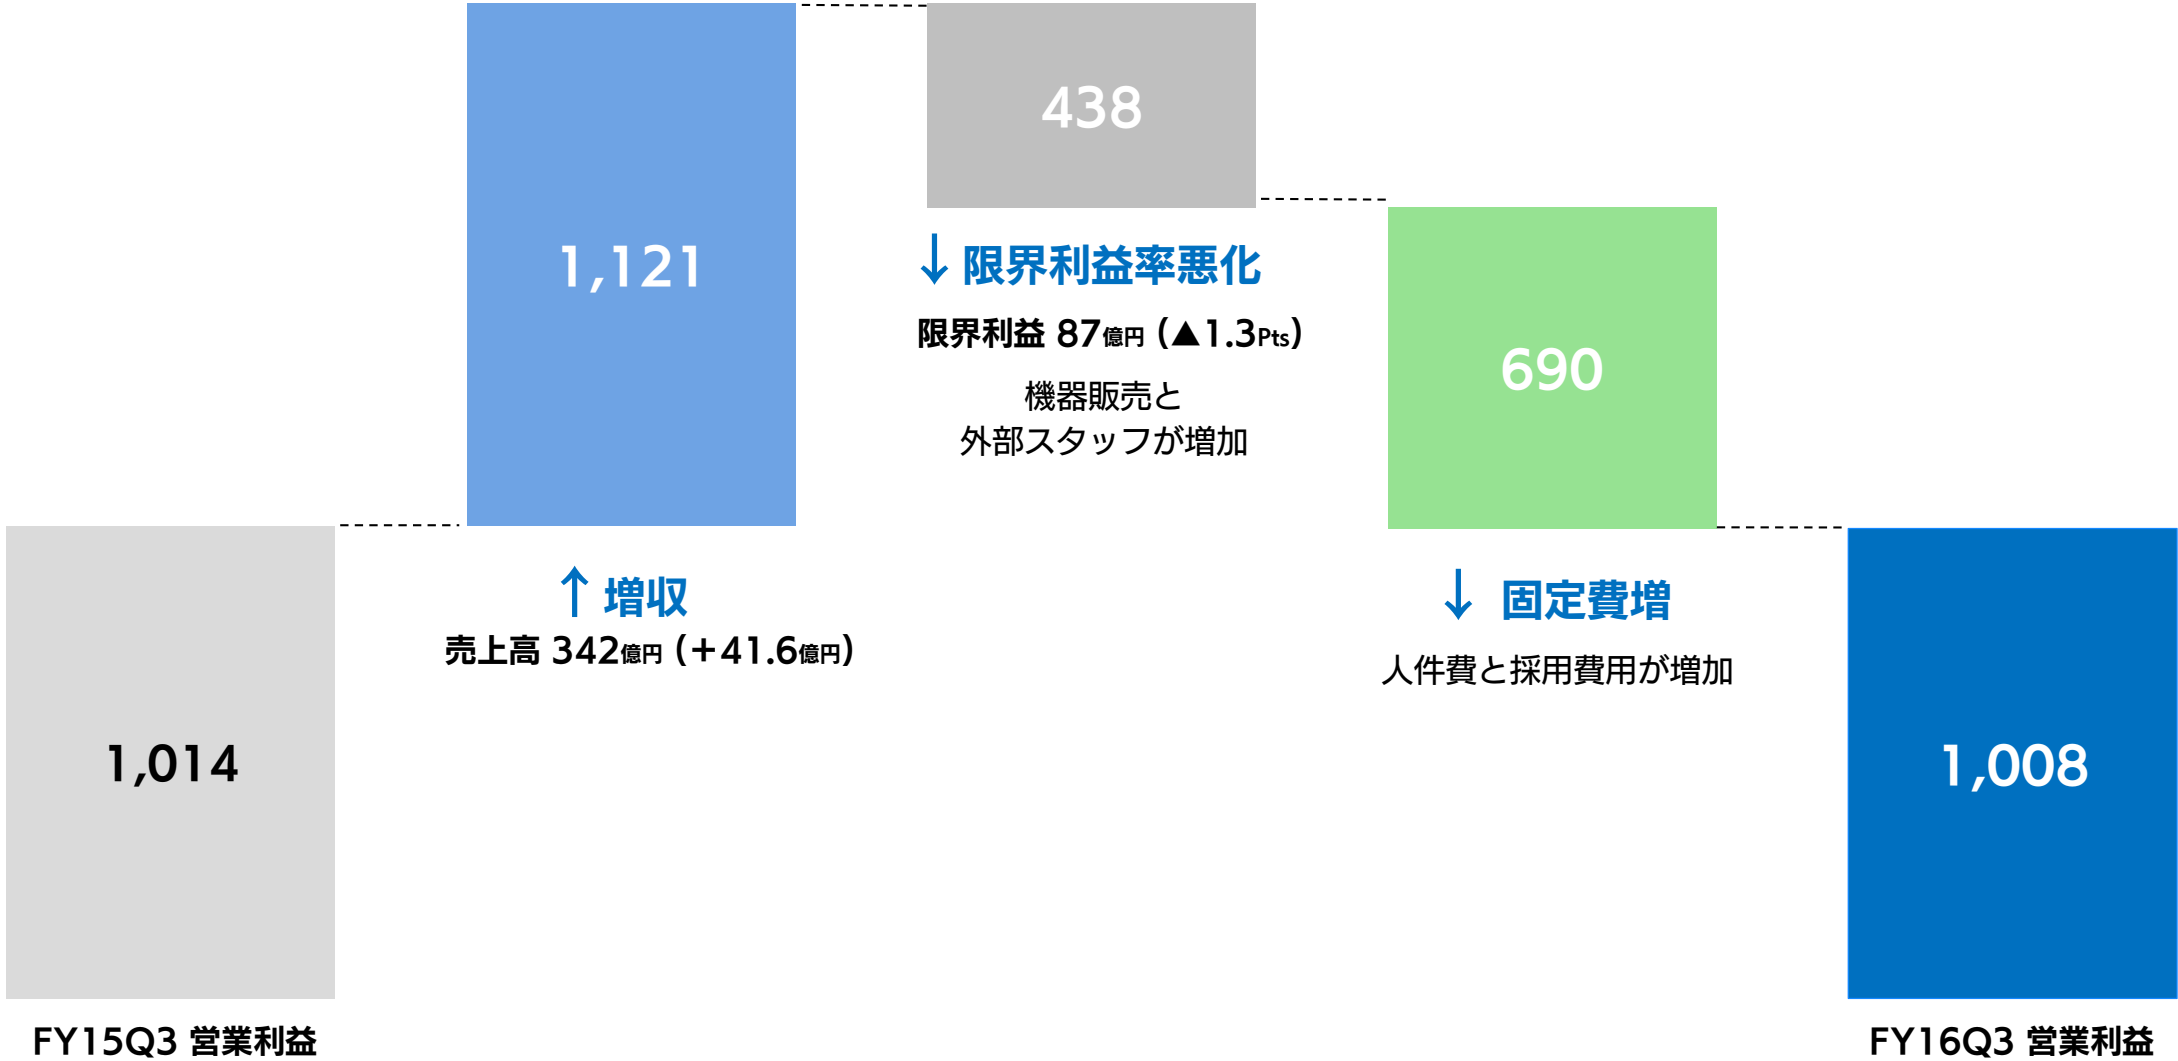 1,014
FY15Q3 営業利益
1,121
↑ 増収
売上高 342億円 (+41.6億円)
438
↓ 限界利益率悪化
限界利益 87億円 (▲1.3Pts)
機器販売と
外部スタッフが増加
690
↓ 固定費増
人件費と採用費用が増加
1,008
FY16Q3 営業利益